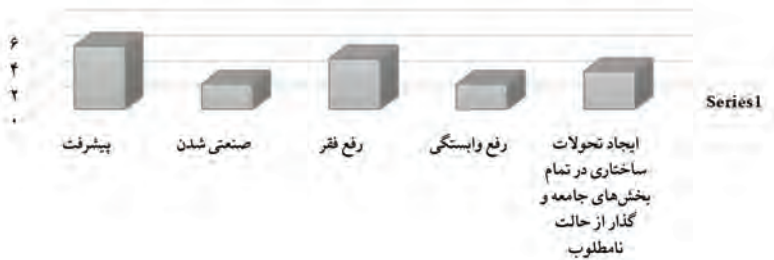 ۶
۴
۲
۰
Series1
پیشرفت
صنعتی شدن
رفع فقر
رفع وابستگی
ایجاد تحولات
ساختاری در تمام
بخش‌های جامعه و
گذار از حالت
نامطلوب